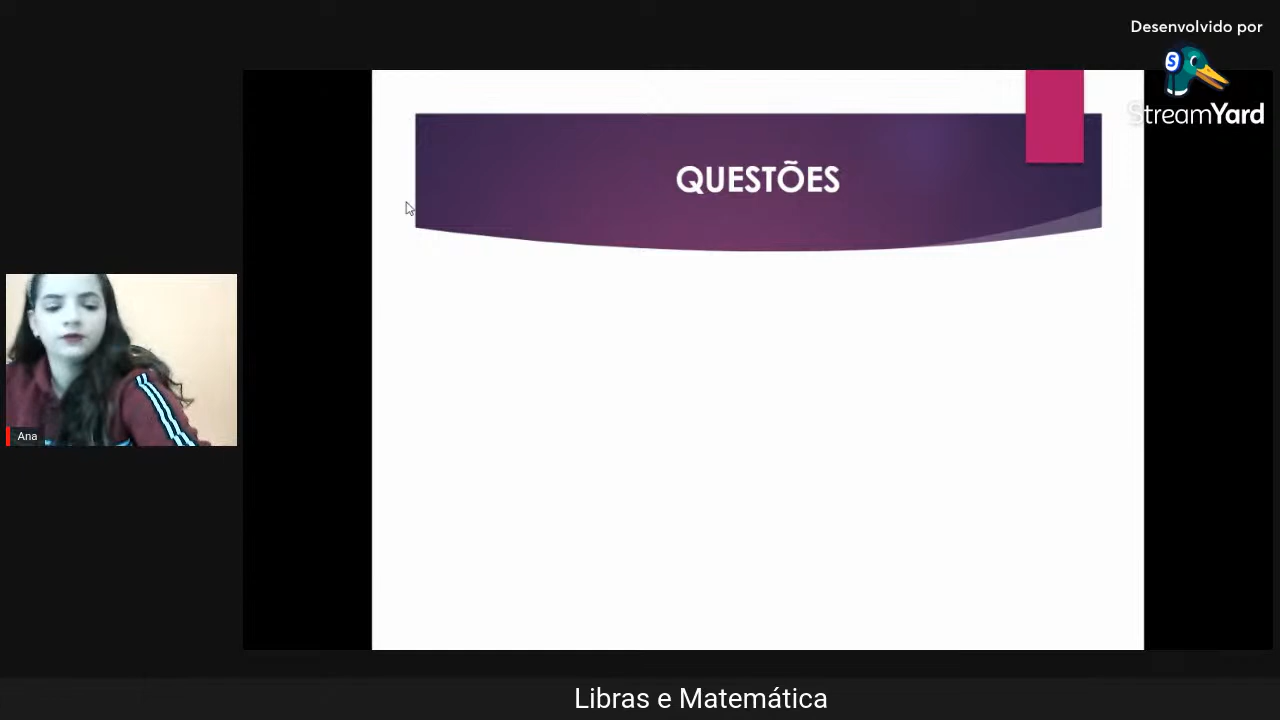 Desenvolvido por
StreamYard
QUESTÕES
Ana
Libras e Matemática